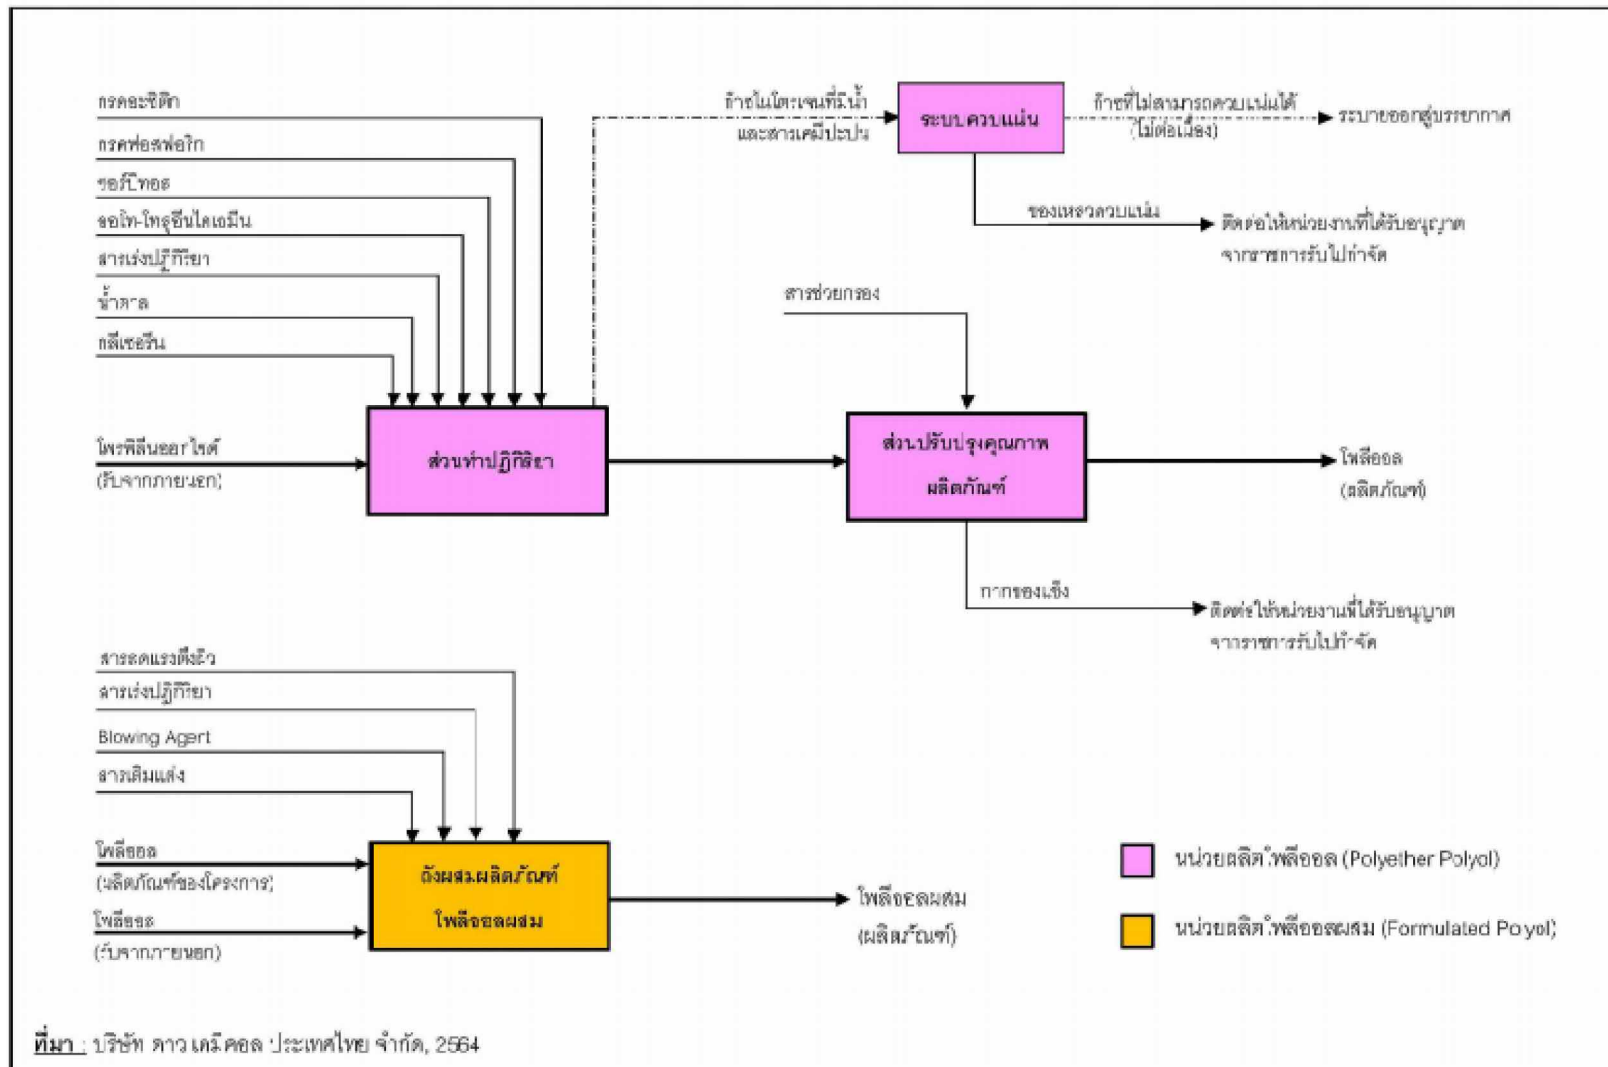 กรดอะซิติก
กรดฟอสฟอริก
ซอร์บิทอล
ออโท-โทลูอีนไดเอมีน
สารเร่งปฏิกิริยา
น้ำตาล
กลีเซอรีน
โพรพิลีนออกไซด์
(รับจากภายนอก)
ส่วนทำปฏิกิริยา
ก๊าซไนโตรเจนที่มีน้ำ
และสารเคมีปะปน
ระบบควบแน่น
ก๊าซที่ไม่สามารถควบแน่นได้
(ไม่ต่อเนื่อง)
ระบายออกสู่บรรยากาศ
ของเหลวควบแน่น
ติดต่อให้หน่วยงานที่ได้รับอนุญาต
จากราชการรับไปกำจัด
สารช่วยกรอง
ส่วนปรับปรุงคุณภาพ
ผลิตภัณฑ์
โพลีออล
(ผลิตภัณฑ์)
กากของแข็ง
ติดต่อให้หน่วยงานที่ได้รับอนุญาต
จากราชการรับไปกำจัด
สารลดแรงตึงผิว
สารเร่งปฏิกิริยา
Blowing Agent
สารเติมแต่ง
โพลีออล
(ผลิตภัณฑ์ของโครงการ)
โพลีออล
(รับจากภายนอก)
ถังผสมผลิตภัณฑ์
โพลีออลผสม
โพลีออลผสม
(ผลิตภัณฑ์)
หน่วยผลิตโพลีออล (Polyether Polyol)
หน่วยผลิตโพลีออลผสม (Formulated Polyol)
ที่มา : บริษัท ดาว เคมิคอล ประเทศไทย จำกัด, 2564